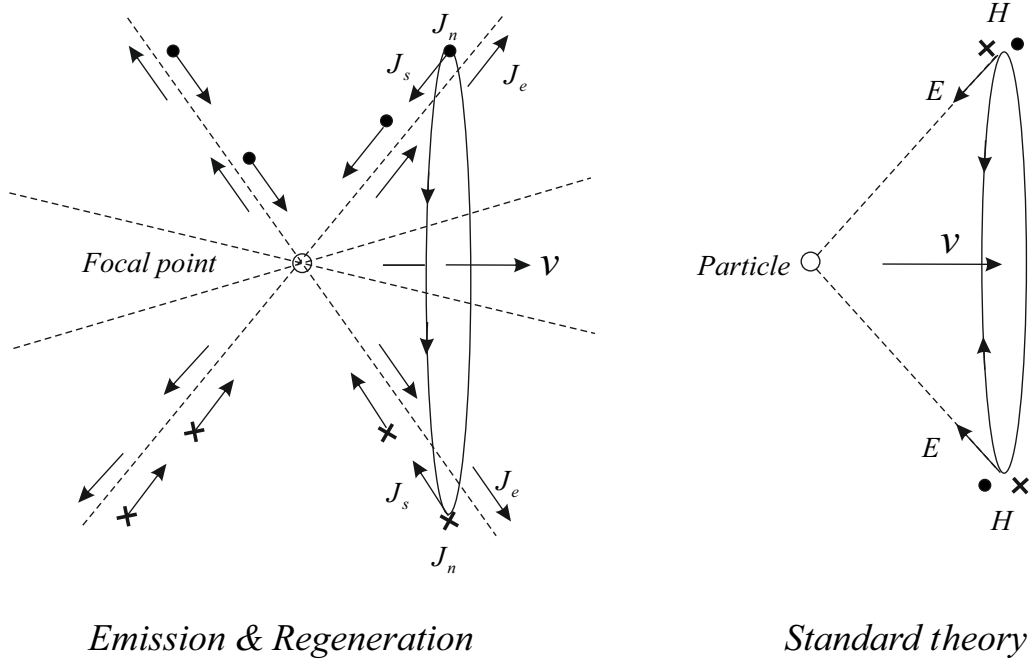 J_n
J_s
J_e
Focal point
v
J_s
J_e
J_n
Emission & Regeneration
H
E
Particle
v
E
H
Standard theory